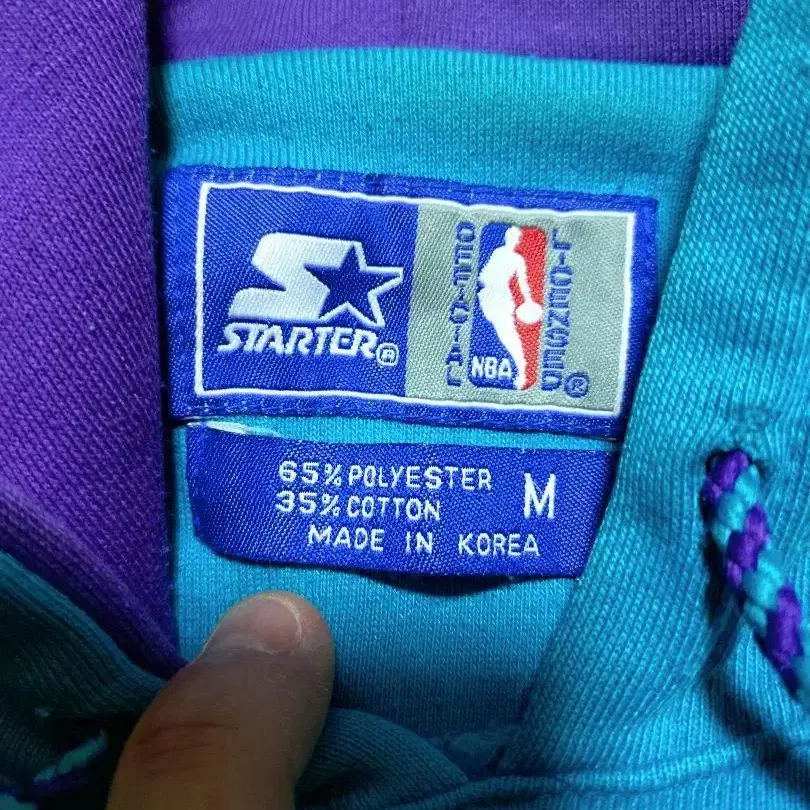 STARTER®
OFFICIAL
NBA
LICENSED®
65% POLYESTER
35% COTTON
M
MADE IN KOREA